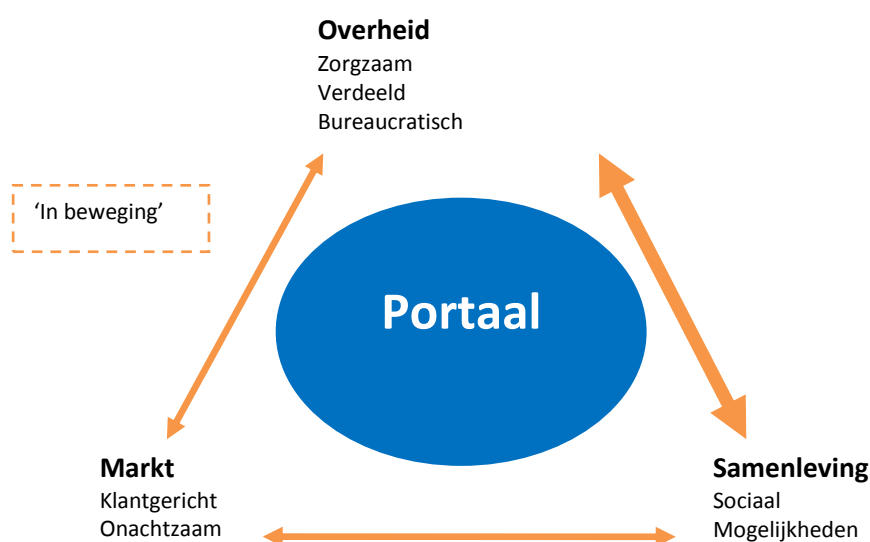 Overheid
Zorgzaam
Verdeeld
Bureaucratisch
‘In beweging’
Portaal
Markt
Klantgericht
Onachtzaam
Samenleving
Sociaal
Mogelijkheden